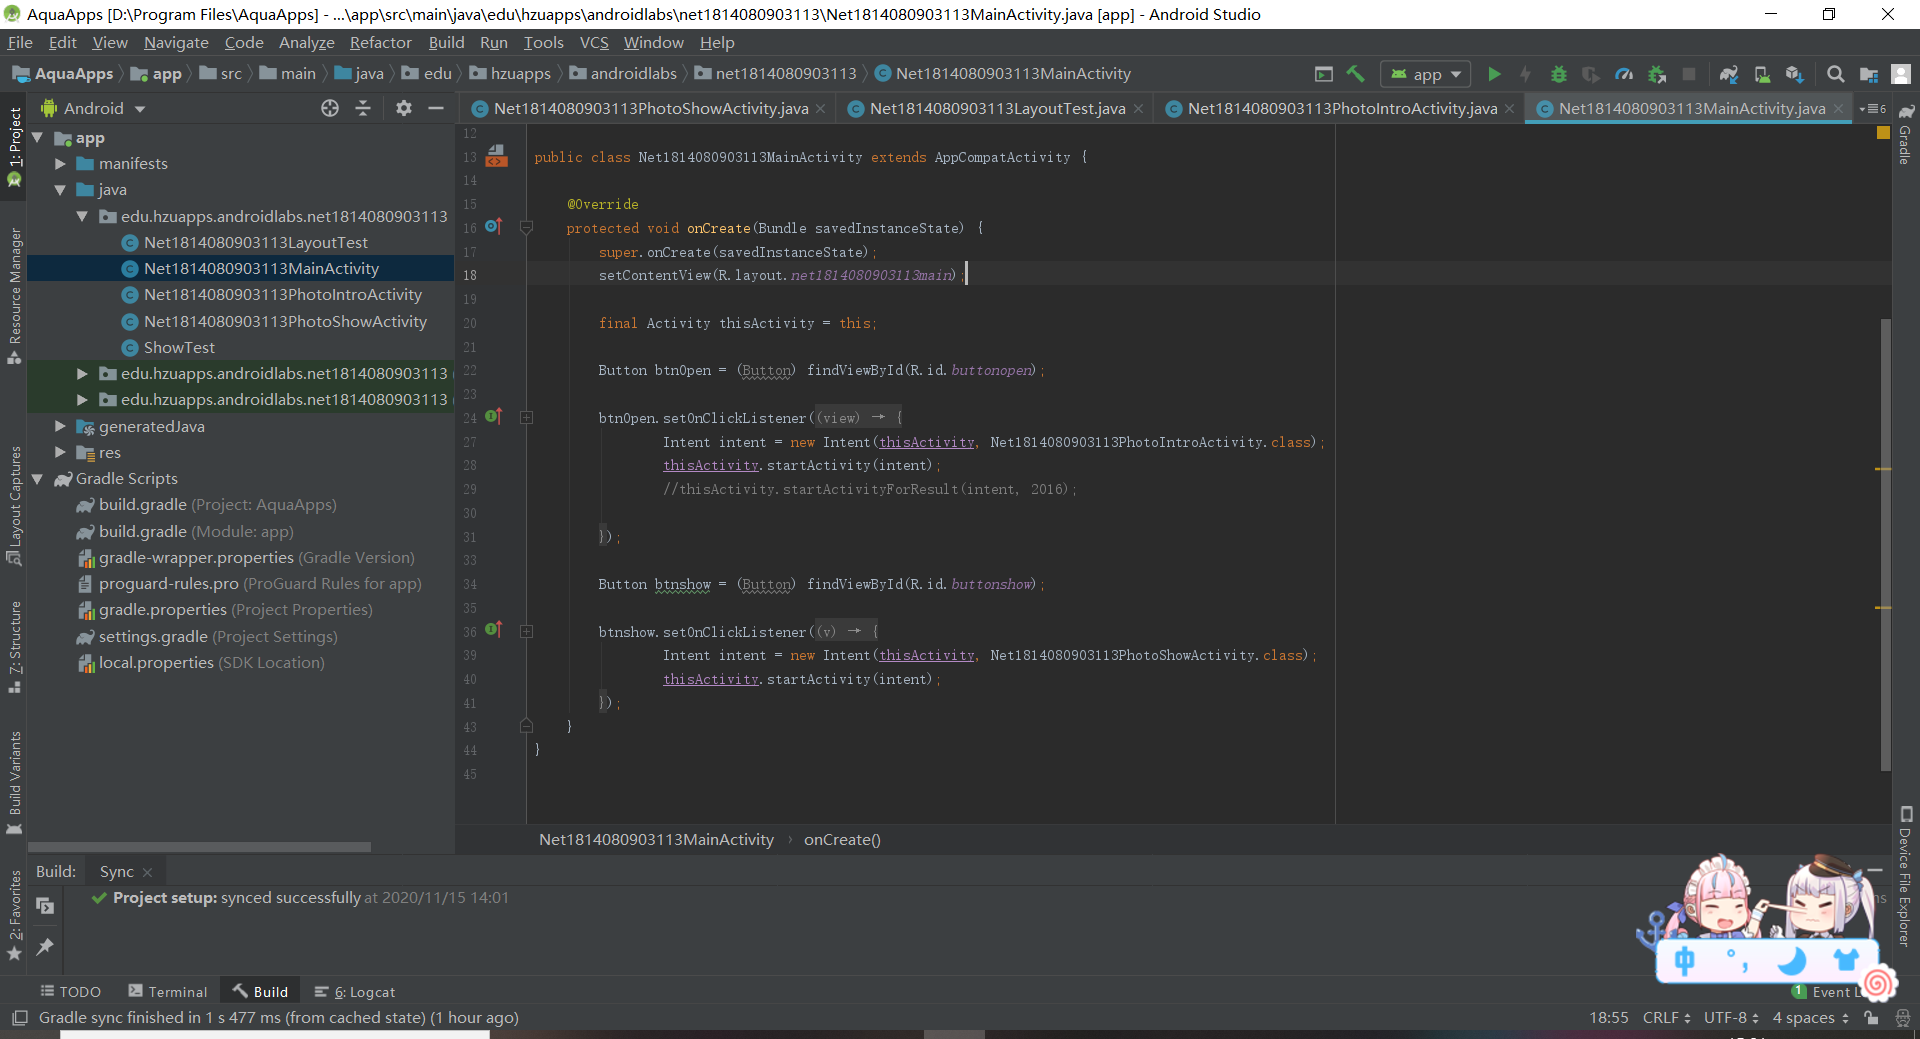 AquaApps [D:\Program Files\AquaApps] - ...\app\src\main\java\edu\hzuapps\androidlabs\net1814080903113\Net1814080903113MainActivity.java [app] - Android Studio
File Edit View Navigate Code Analyze Refactor Build Run Tools VCS Window Help
AquaApps app src main java edu hzuapps androidlabs net1814080903113 Net1814080903113MainActivity
app
Android
Net1814080903113PhotoShowActivity.java Net1814080903113LayoutTest.java Net1814080903113PhotoIntroActivity.java Net1814080903113MainActivity.java 6
1: Project
Resource Manager
Layout Captures
Z: Structure
Build Variants
2: Favorites
app
manifests
java
edu.hzuapps.androidlabs.net1814080903113
Net1814080903113LayoutTest
Net1814080903113MainActivity
Net1814080903113PhotoIntroActivity
Net1814080903113PhotoShowActivity
ShowTest
edu.hzuapps.androidlabs.net1814080903113 (
edu.hzuapps.androidlabs.net1814080903113 (
generatedJava
res
Gradle Scripts
build.gradle (Project: AquaApps)
build.gradle (Module: app)
gradle-wrapper.properties (Gradle Version)
proguard-rules.pro (ProGuard Rules for app)
gradle.properties (Project Properties)
settings.gradle (Project Settings)
local.properties (SDK Location)
12
13 public class Net1814080903113MainActivity extends AppCompatActivity {
14
15 @Override
16 protected void onCreate(Bundle savedInstanceState) {
17 super.onCreate(savedInstanceState);
18 setContentView(R.layout.net1814080903113main);
19
20 final Activity thisActivity = this;
21
22 Button btnOpen = (Button) findViewById(R.id.buttonopen);
23
24 btnOpen.setOnClickListener((view) → {
27 Intent intent = new Intent(thisActivity, Net1814080903113PhotoIntroActivity.class);
28 thisActivity.startActivity(intent);
29 //thisActivity.startActivityForResult(intent, 2016);
30
31 });
33
34 Button btnshow = (Button) findViewById(R.id.buttonshow);
35
36 btnshow.setOnClickListener((v) → {
39 Intent intent = new Intent(thisActivity, Net1814080903113PhotoShowActivity.class);
40 thisActivity.startActivity(intent);
41 });
43 }
44 }
45
Net1814080903113MainActivity › onCreate()
Gradle
Device File Explorer
Build: Sync
Project setup: synced successfully at 2020/11/15 14:01
ms
中 °,
TODO Terminal Build 6: Logcat
1 Event L
Gradle sync finished in 1 s 477 ms (from cached state) (1 hour ago)
18:55 CRLF UTF-8 4 spaces